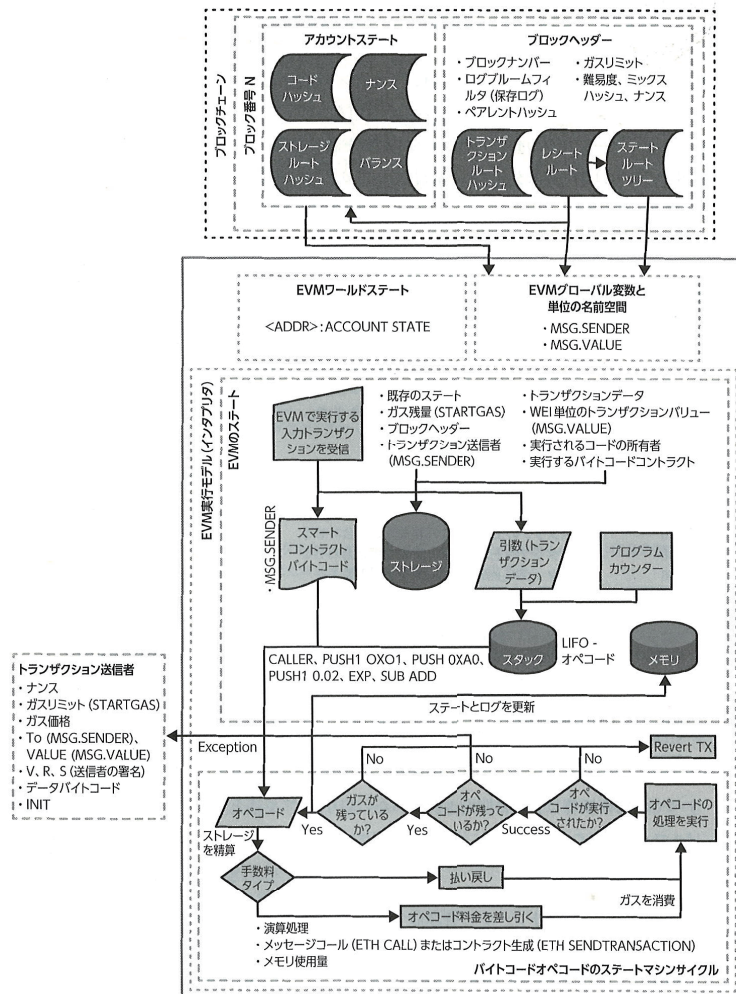 ブロックチェーン
ブロック番号 N
アカウントステート
コード
ハッシュ
ナンス
ストレージ
ルート
ハッシュ
バランス
ブロックヘッダー
・ブロックナンバー
・ログブルームフィ
ルタ (保存ログ)
・ペアレントハッシュ
・ガスリミット
・難易度、ミックス
ハッシュ、ナンス
トランザ
クション
ルート
ハッシュ
レシート
ルート
ステート
ルート
ツリー
EVMワールドステート
<ADDR>:ACCOUNT STATE
EVMグローバル変数と
単位の名前空間
・MSG.SENDER
・MSG.VALUE
EVM実行モデル(インタプリタ)
EVMのステート
EVMで実行する
入力トランザク
ションを受信
・既存のステート
・ガス残量 (STARTGAS)
・ブロックヘッダー
・トランザクション送信者
(MSG.SENDER)
・トランザクションデータ
・WEI単位のトランザクションバリュー
(MSG.VALUE)
・実行されるコードの所有者
・実行するバイトコードコントラクト
・MSG.SENDER
スマート
コントラクト
バイトコード
ストレージ
引数 (トラン
ザクション
データ)
プログラム
カウンター
スタック
LIFO -
オペコード
メモリ
CALLER、PUSH1 OXO1、PUSH 0XA0、
PUSH1 0.02、EXP、SUB ADD
ステートとログを更新
トランザクション送信者
・ナンス
・ガスリミット (STARTGAS)
・ガス価格
・To (MSG.SENDER)、
VALUE (MSG.VALUE)
・V、R、S (送信者の署名)
・データバイトコード
・INIT
Exception
No
No
No
Revert TX
オペコード
Yes
ガスが
残っている
か?
Yes
オペ
コードが残って
いるか?
Success
オペ
コードが実行
されたか?
オペコードの
処理を実行
ストレージ
を精算
手数料
タイプ
払い戻し
ガスを消費
オペコード料金を差し引く
・演算処理
・メッセージコール (ETH CALL) またはコントラクト生成 (ETH SENDTRANSACTION)
・メモリ使用量
バイトコードオペコードのステートマシンサイクル